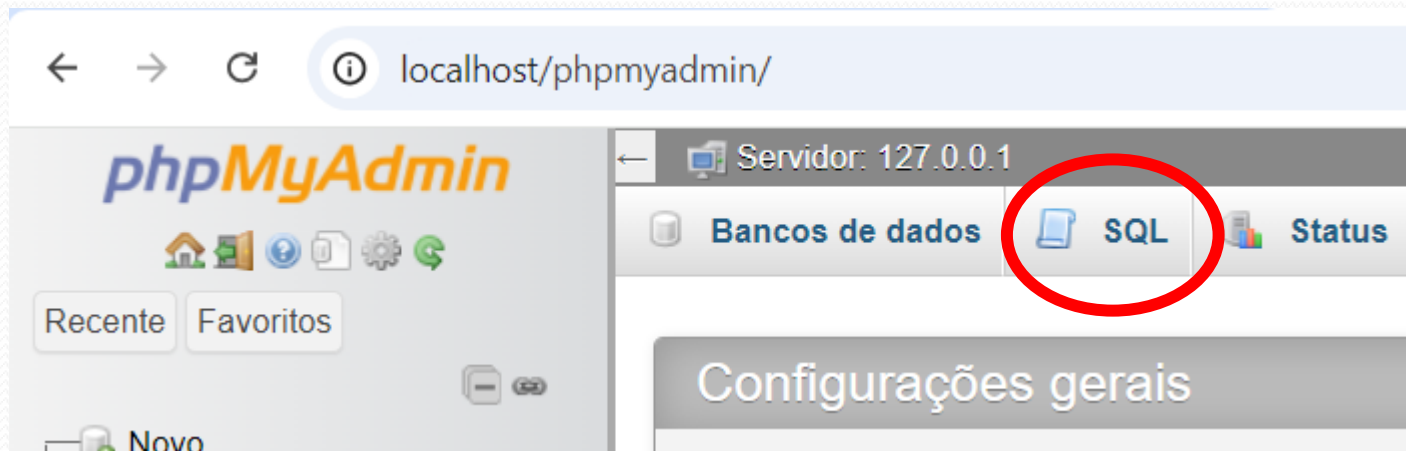 localhost/phpmyadmin/
phpMyAdmin
Servidor: 127.0.0.1
Bancos de dados
SQL
Status
Recente
Favoritos
Configurações gerais
Novo